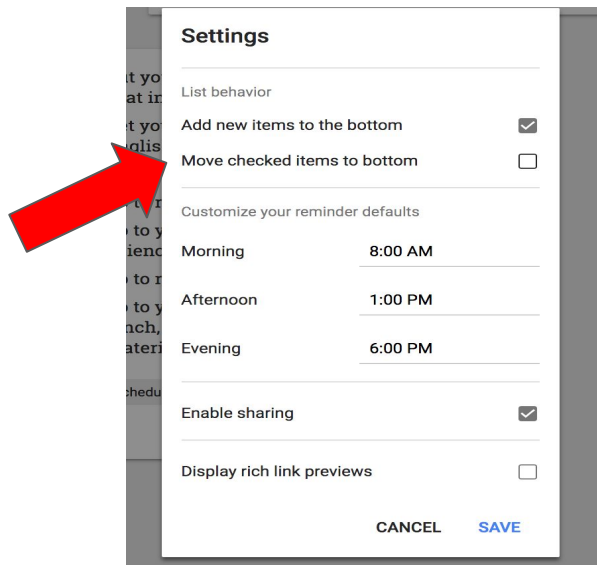 Settings
List behavior
Add new items to the bottom
Move checked items to bottom
Customize your reminder defaults
Morning 8:00 AM
Afternoon 1:00 PM
Evening 6:00 PM
Enable sharing
Display rich link previews
CANCEL SAVE